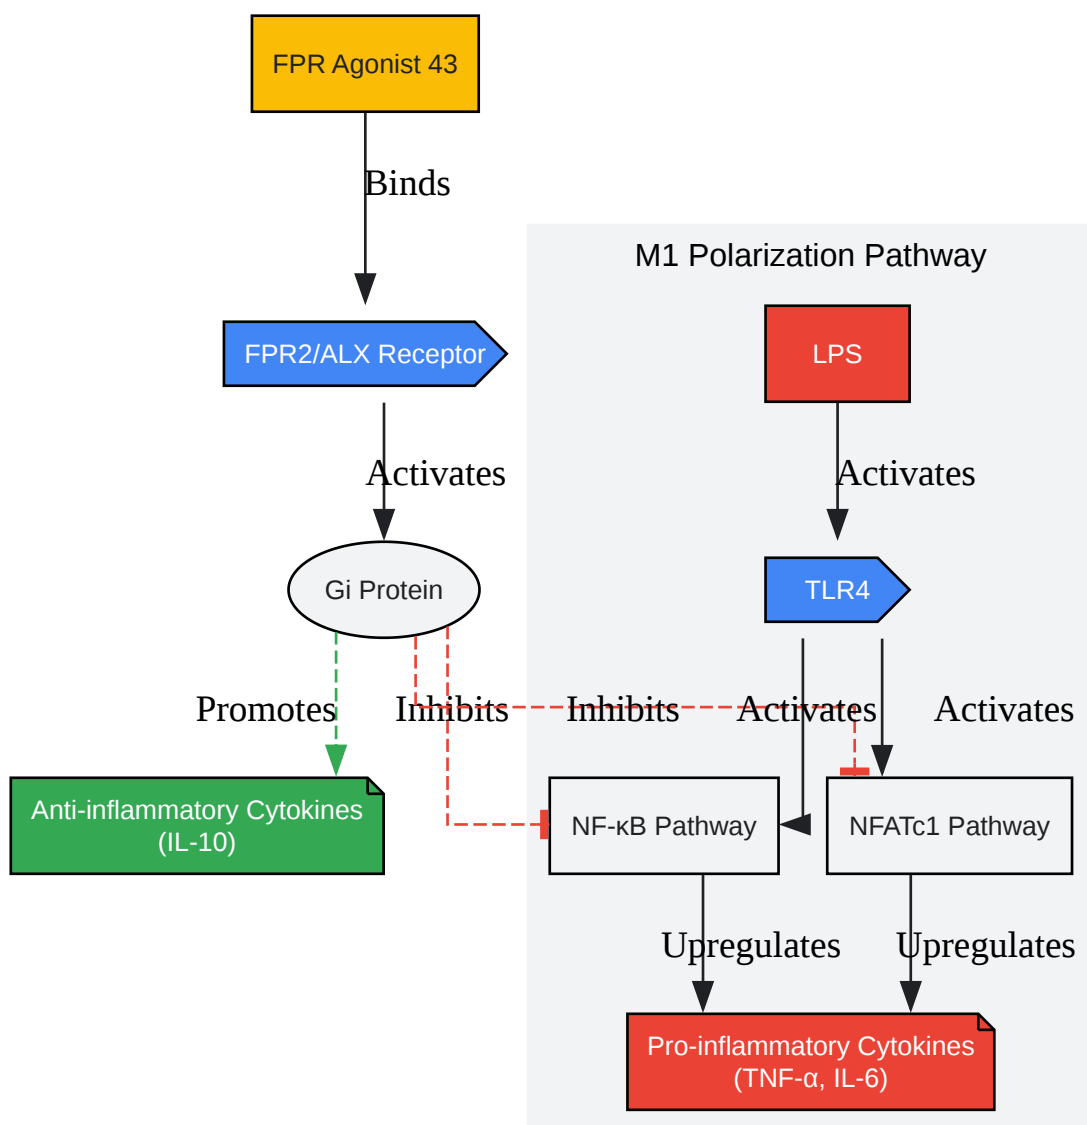 FPR Agonist 43
Binds
M1 Polarization Pathway
FPR2/ALX Receptor
LPS
Activates
Activates
Gi Protein
TLR4
Promotes
Inhibits
Inhibits
Activates
Activates
Anti-inflammatory Cytokines
(IL-10)
NF-κB Pathway
NFATc1 Pathway
Upregulates
Upregulates
Pro-inflammatory Cytokines
(TNF-α, IL-6)